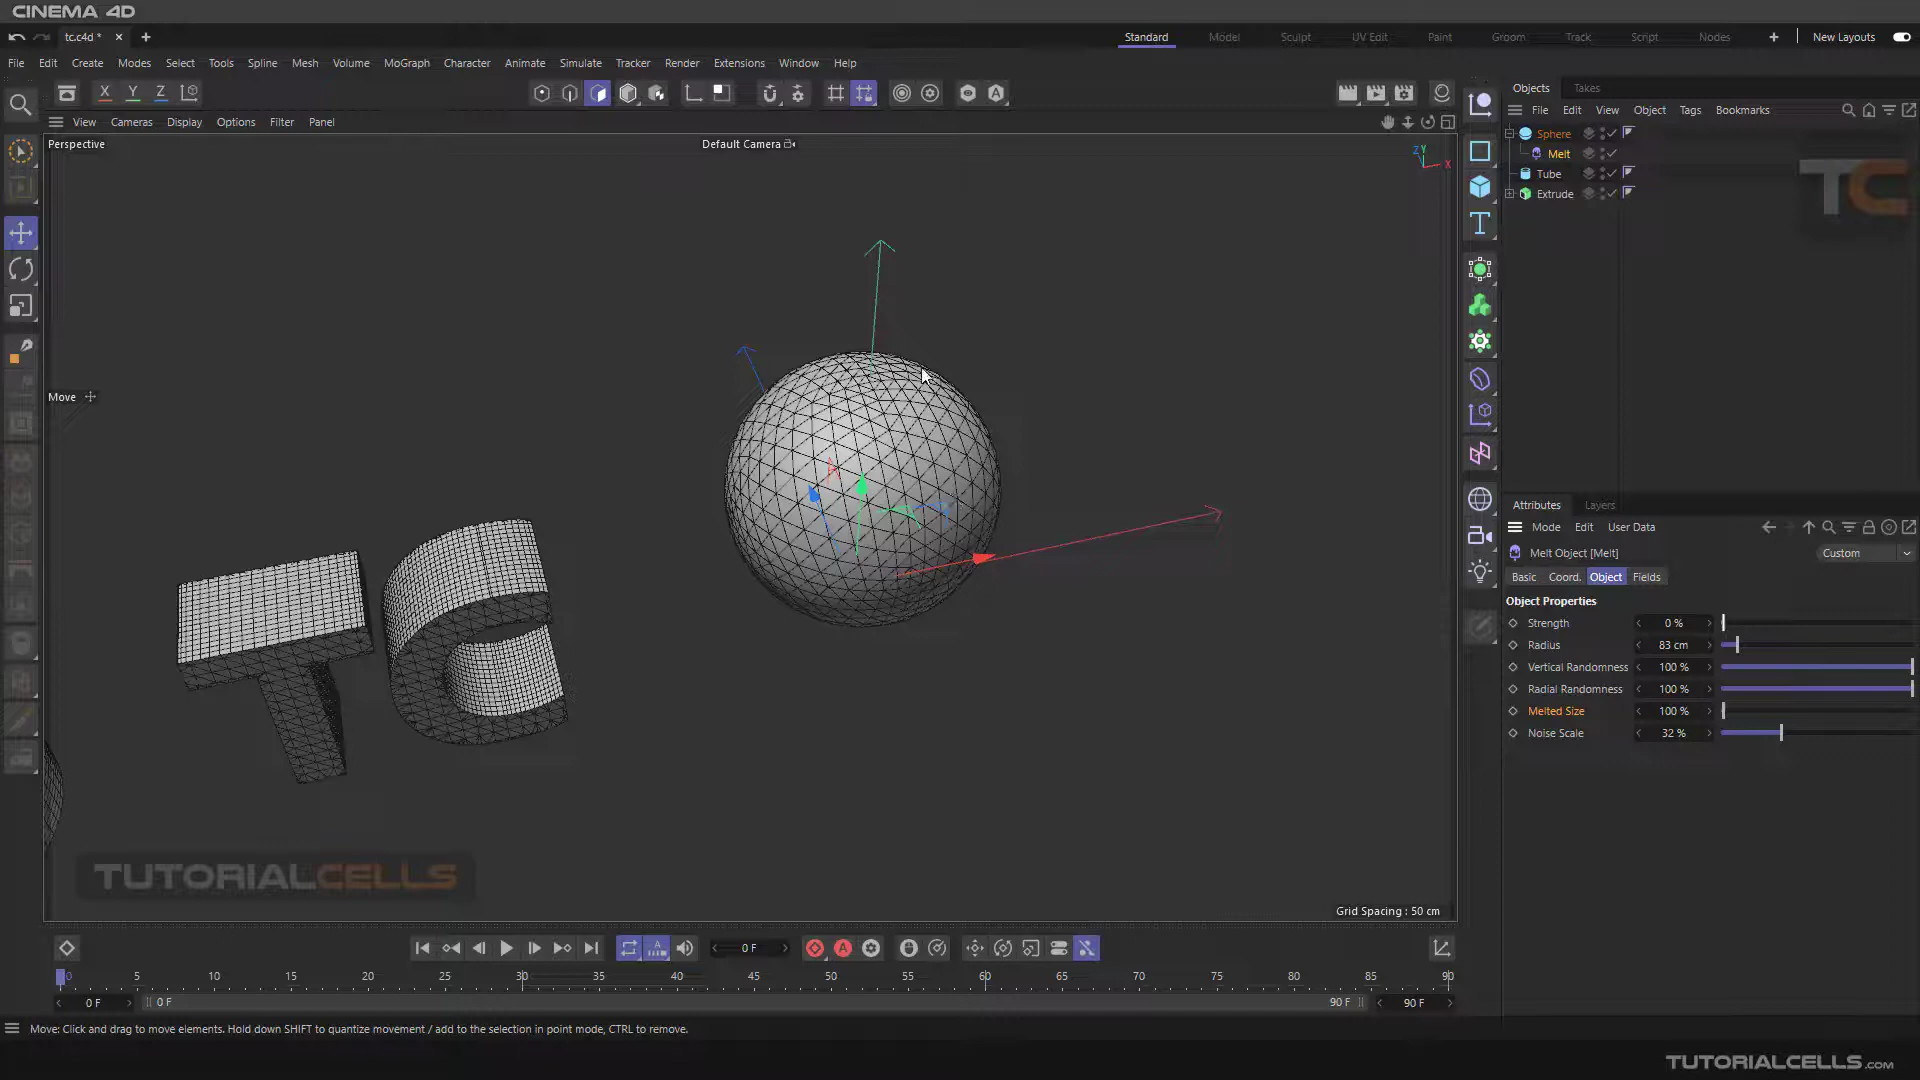 CINEMA 4D
tc.c4d *
Standard Model Sculpt UV Edit Paint Groom Track Script Nodes New Layouts
File Edit Create Modes Select Tools Spline Mesh Volume MoGraph Character Animate Simulate Tracker Render Extensions Window Help
X Y Z
Objects Takes
File Edit View Object Tags Bookmarks
View Cameras Display Options Filter Panel
Perspective
Default Camera
Z Y X
Sphere
Melt
Tube
Extrude
TC
Move
T
Attributes Layers
Mode Edit User Data
Melt Object [Melt]
Custom
Basic Coord. Object Fields
Object Properties
Strength 0 %
Radius 83 cm
Vertical Randomness 100 %
Radial Randomness 100 %
Melted Size 100 %
Noise Scale 32 %
TC
TUTORIALCELLS
Grid Spacing : 50 cm
0 F
0 5 10 15 20 25 30 35 40 45 50 55 60 65 70 75 80 85 90
0 F 0 F 90 F 90 F
Move: Click and drag to move elements. Hold down SHIFT to quantize movement / add to the selection in point mode, CTRL to remove.
TUTORIALCELLS.com